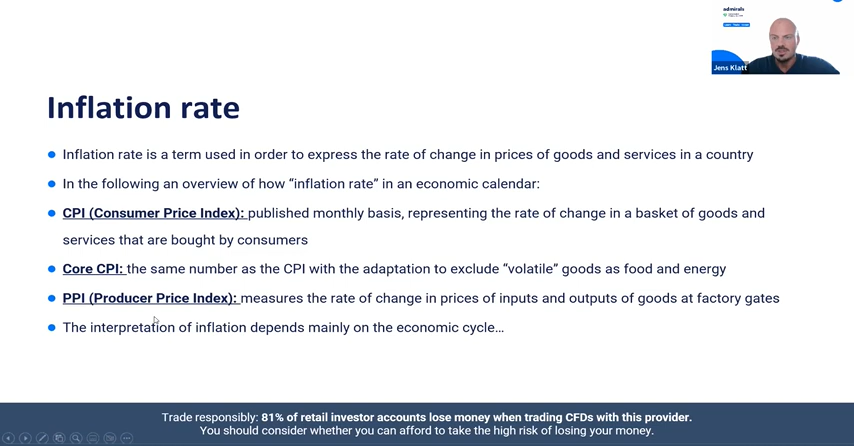 admirals
Jens Klatt
Inflation rate
Inflation rate is a term used in order to express the rate of change in prices of goods and services in a country
In the following an overview of how “inflation rate” in an economic calendar:
CPI (Consumer Price Index): published monthly basis, representing the rate of change in a basket of goods and
services that are bought by consumers
Core CPI: the same number as the CPI with the adaptation to exclude “volatile” goods as food and energy
PPI (Producer Price Index): measures the rate of change in prices of inputs and outputs of goods at factory gates
The interpretation of inflation depends mainly on the economic cycle…
Trade responsibly: 81% of retail investor accounts lose money when trading CFDs with this provider.
You should consider whether you can afford to take the high risk of losing your money.